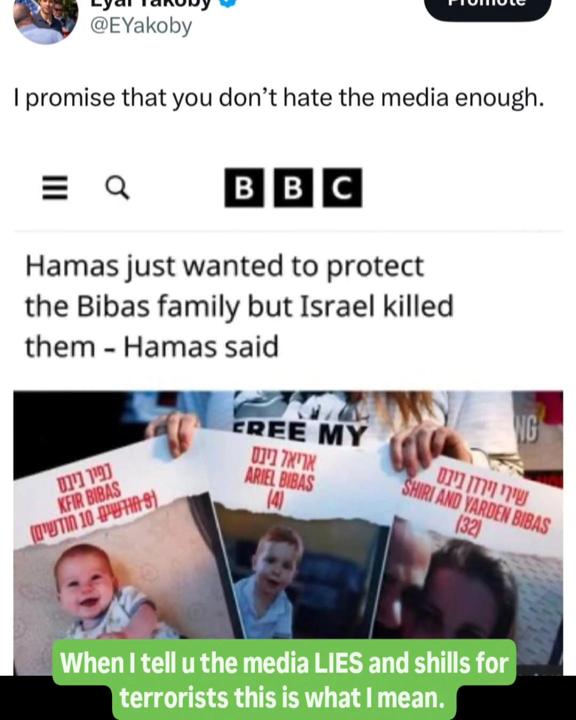 Eyal Yakoby
@EYakoby
Promote
I promise that you don’t hate the media enough.
BBC
Hamas just wanted to protect
the Bibas family but Israel killed
them – Hamas said
FREE MY
NG
כפיר ביבס
KFIR BIBAS
(9 חודשים 10 חודשים)
אריאל ביבס
ARIEL BIBAS
(4)
שירי וירדן ביבס
SHIRI AND YARDEN BIBAS
(32)
When I tell u the media LIES and shills for
terrorists this is what I mean.